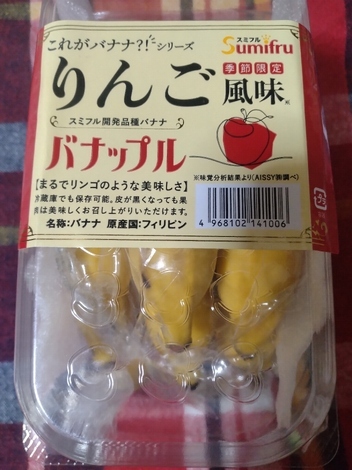 これがバナナ?!シリーズ
スミフル
Sumifru
りんご
季節限定
風味※
スミフル開発品種バナナ
バナップル
※味覚分析結果より(AISSY㈱調べ)
【まるでリンゴのような美味しさ】
冷蔵庫でも保存可能。皮が黒くなっても果
肉は美味しくお召し上がりいただけます。
名称:バナナ 原産国:フィリピン
4 968102 141006
プラ